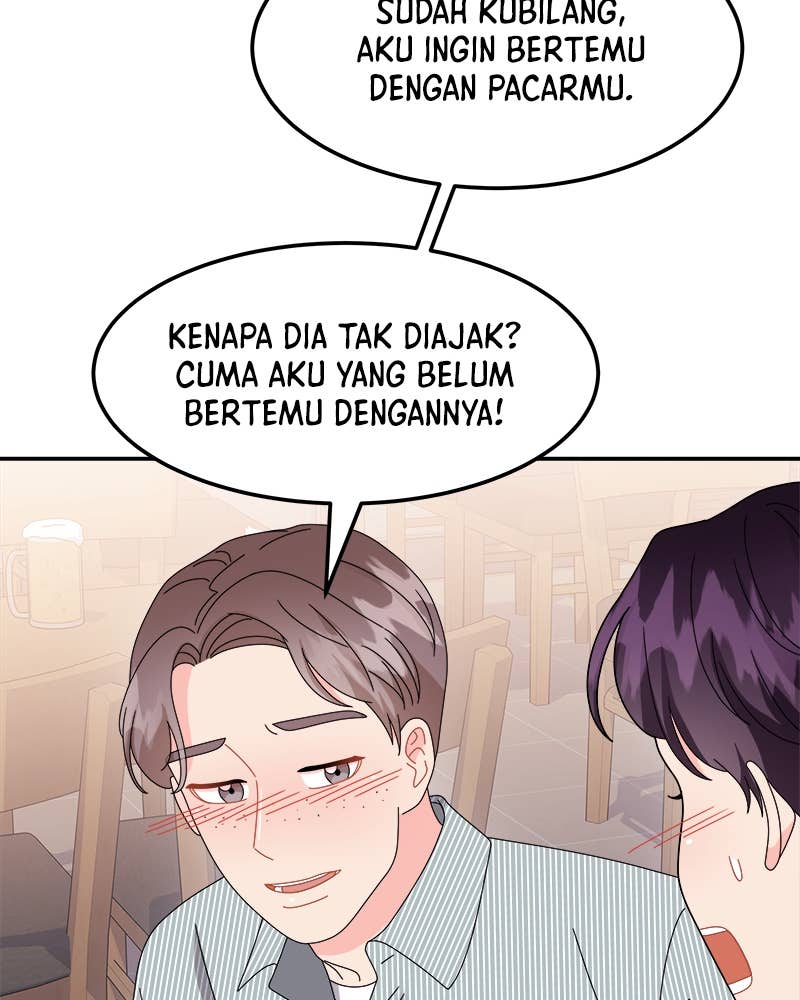 SUDAH KUBILANG,
AKU INGIN BERTEMU
DENGAN PACARMU.
KENAPA DIA TAK DIAJAK?
CUMA AKU YANG BELUM
BERTEMU DENGANNYA!